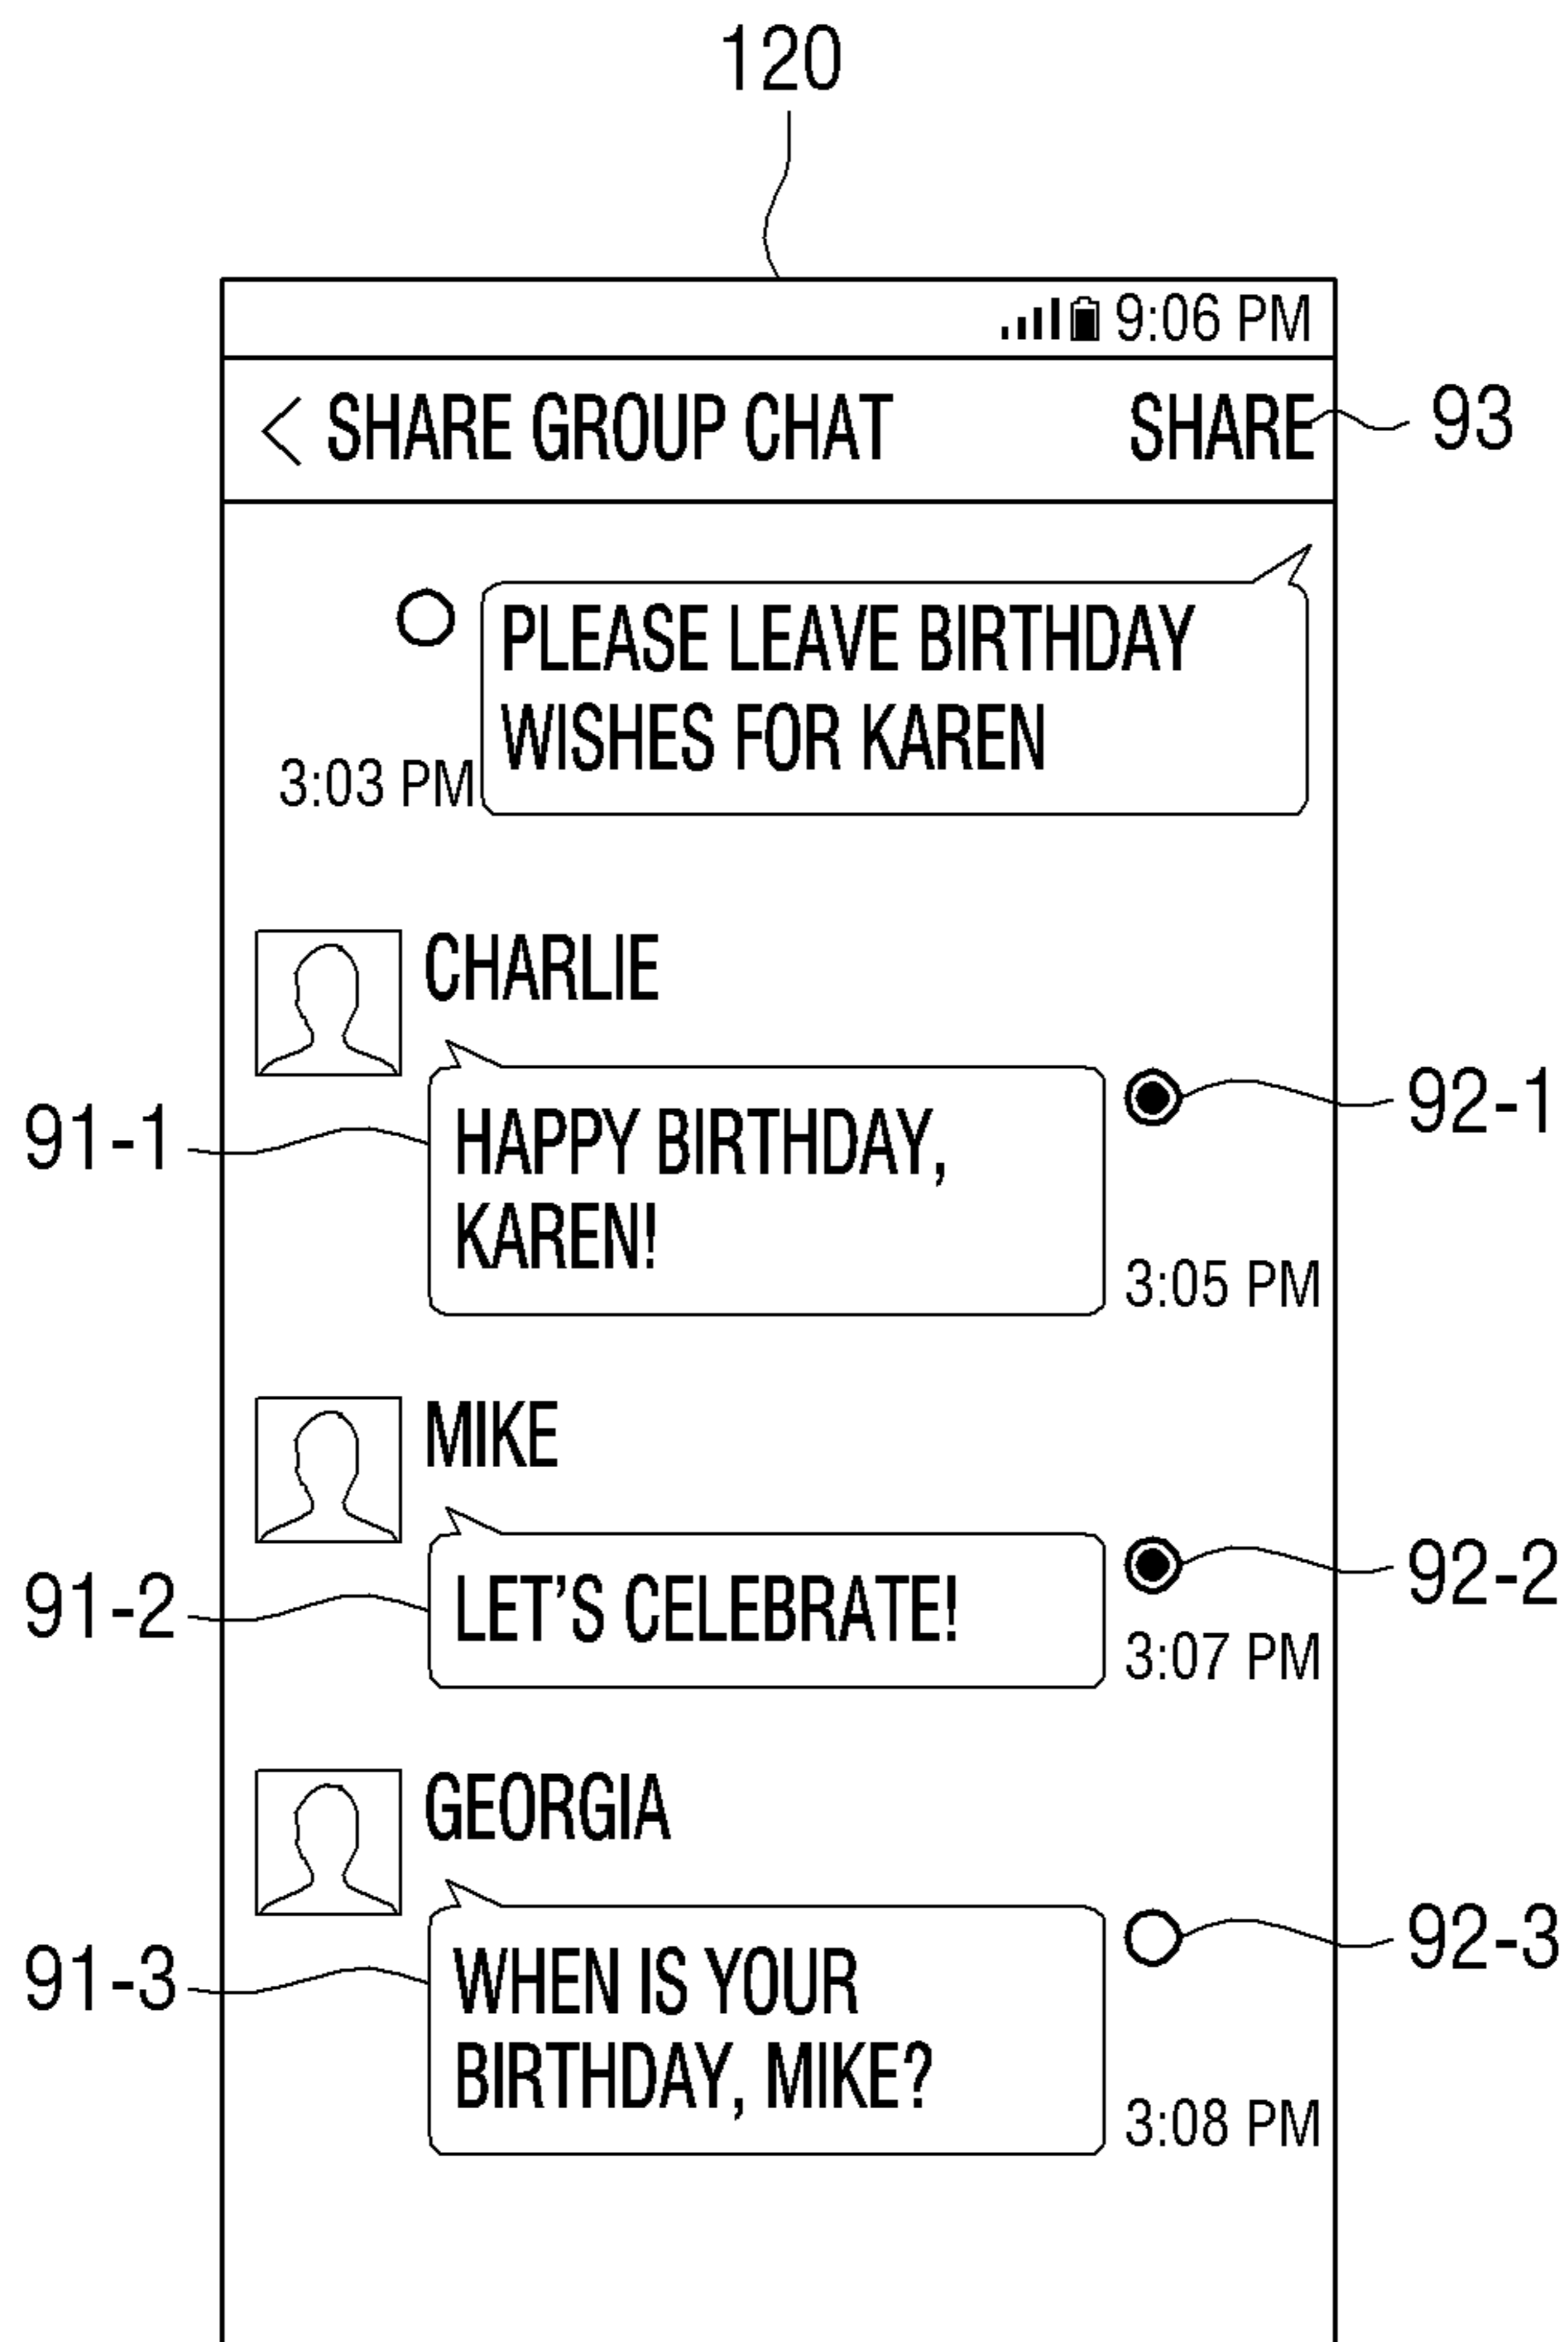 120
9:06 PM
< SHARE GROUP CHAT SHARE 93
PLEASE LEAVE BIRTHDAY
WISHES FOR KAREN
3:03 PM
CHARLIE
91-1
HAPPY BIRTHDAY,
KAREN!
92-1
3:05 PM
MIKE
91-2
LET'S CELEBRATE!
92-2
3:07 PM
GEORGIA
91-3
WHEN IS YOUR
BIRTHDAY, MIKE?
92-3
3:08 PM